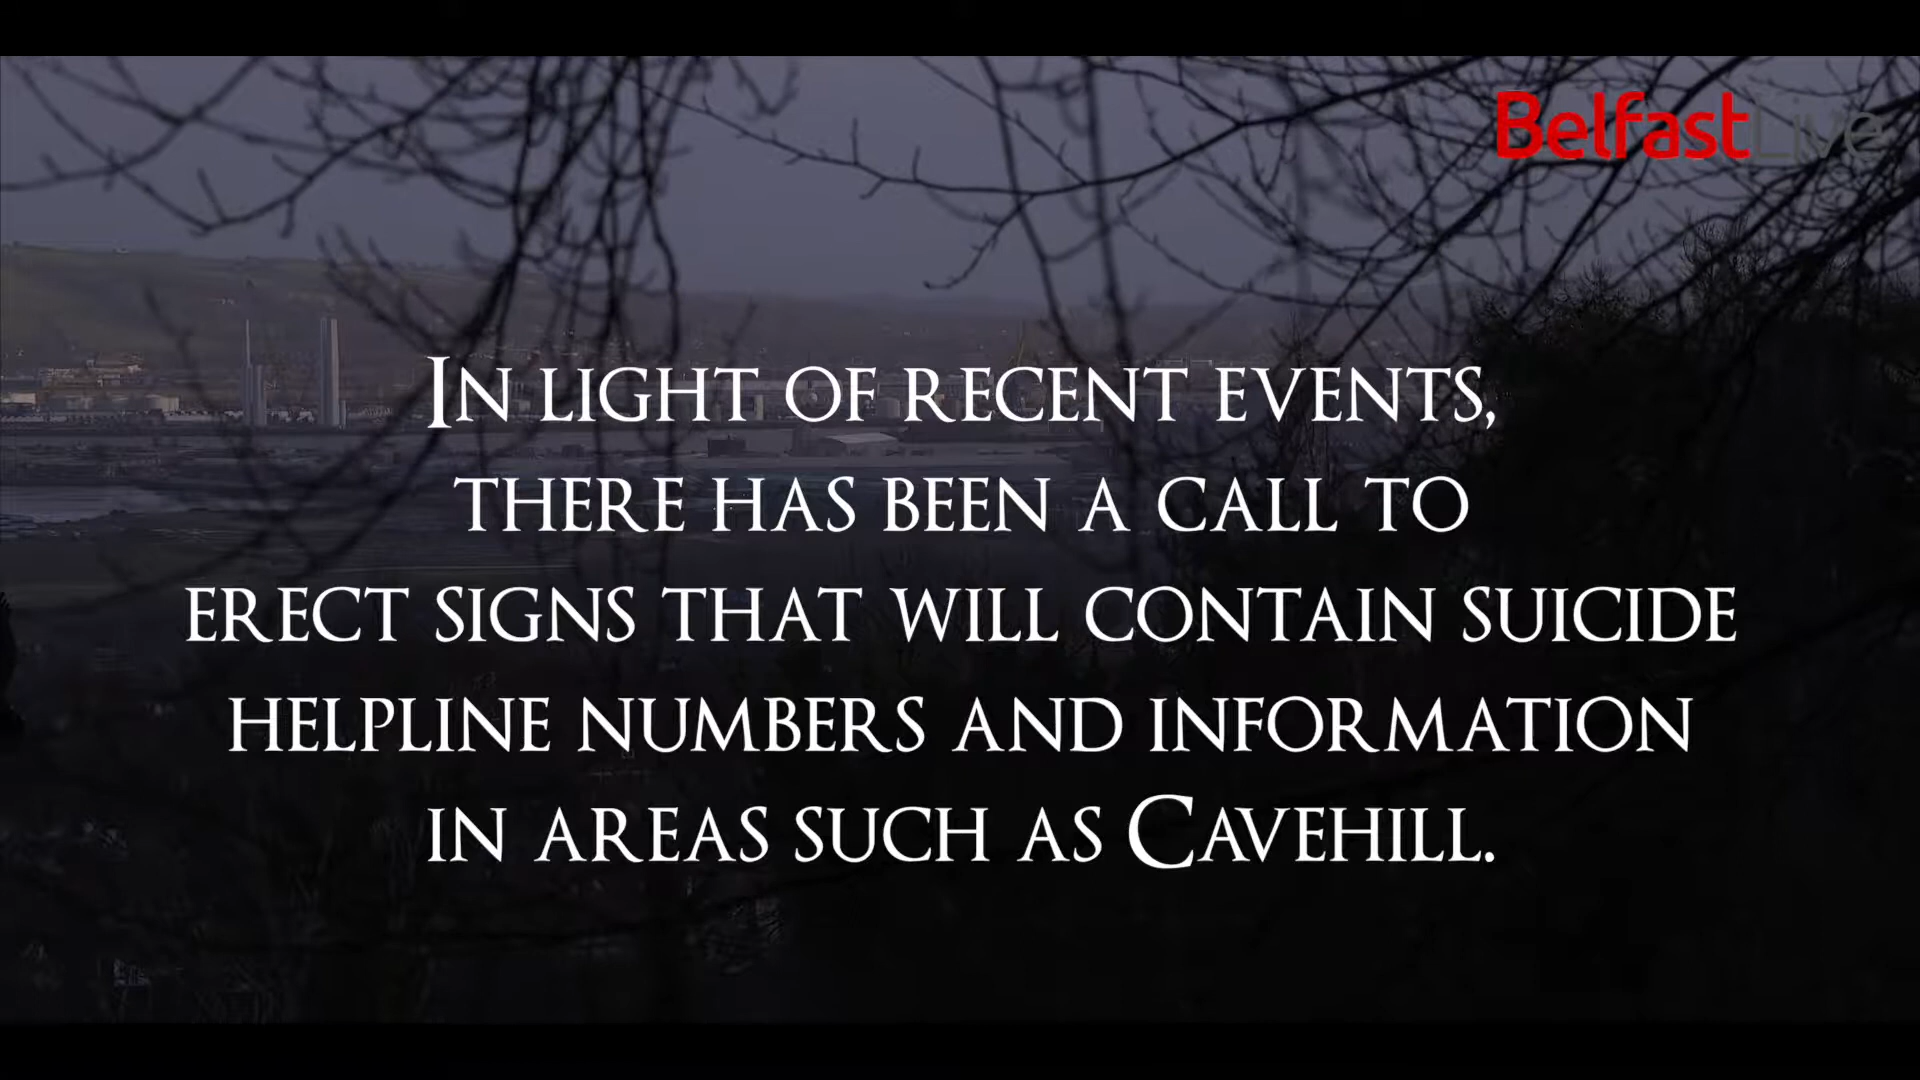 BelfastLive
In light of recent events,
there has been a call to
erect signs that will contain suicide
helpline numbers and information
in areas such as Cavehill.